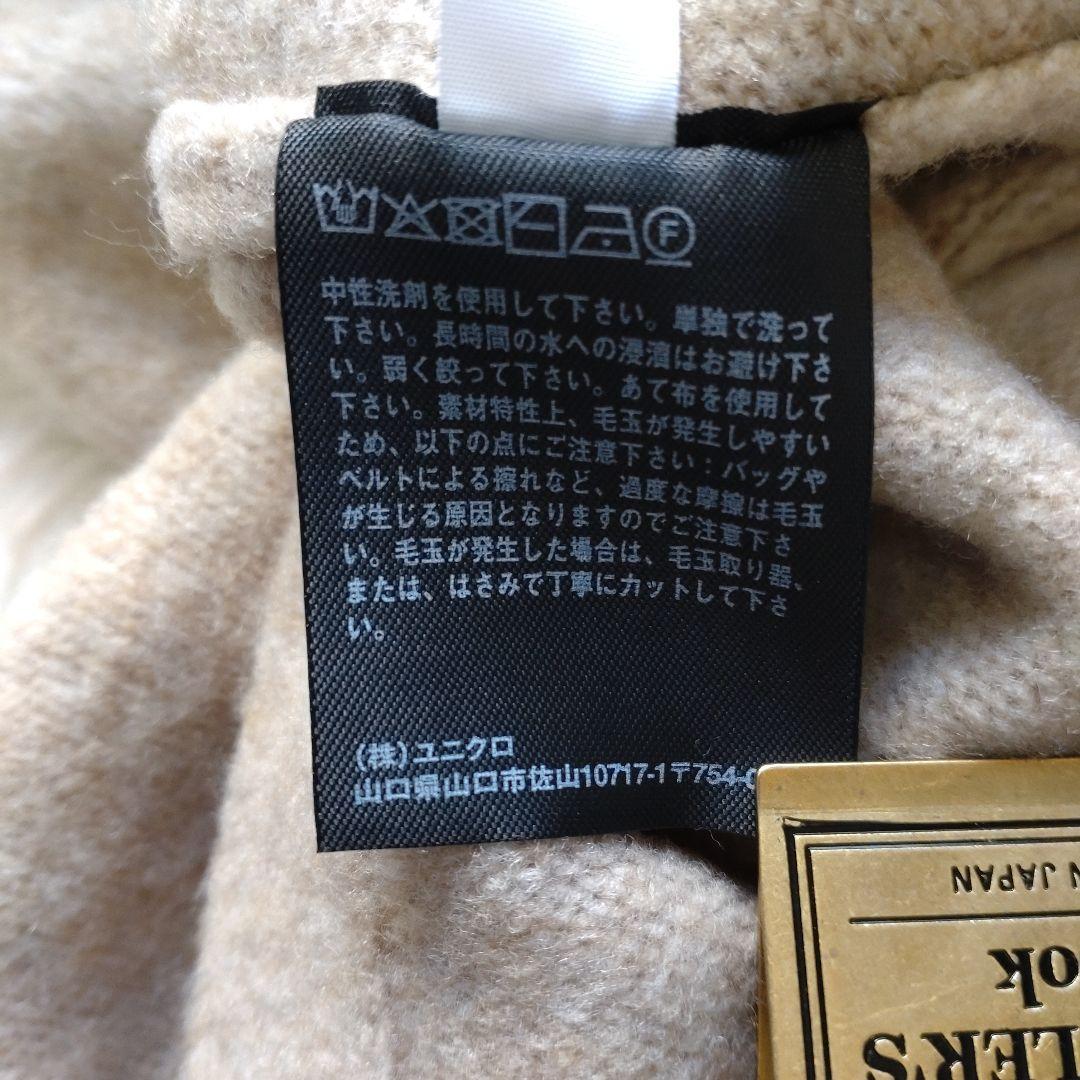 F
中性洗剤を使用して下さい。単独で洗って
下さい。長時間の水への浸漬はお避け下さ
い。弱く絞って下さい。あて布を使用して
下さい。素材特性上、毛玉が発生しやすい
ため、以下の点にご注意下さい：バッグや
ベルトによる擦れなど、過度な摩擦は毛玉
が生じる原因となりますのでご注意下さ
い。毛玉が発生した場合は、毛玉取り器、
または、はさみで丁寧にカットして下さ
い。
(株)ユニクロ
山口県山口市佐山10717-1〒754-
N JAPAN
ok
LER'S